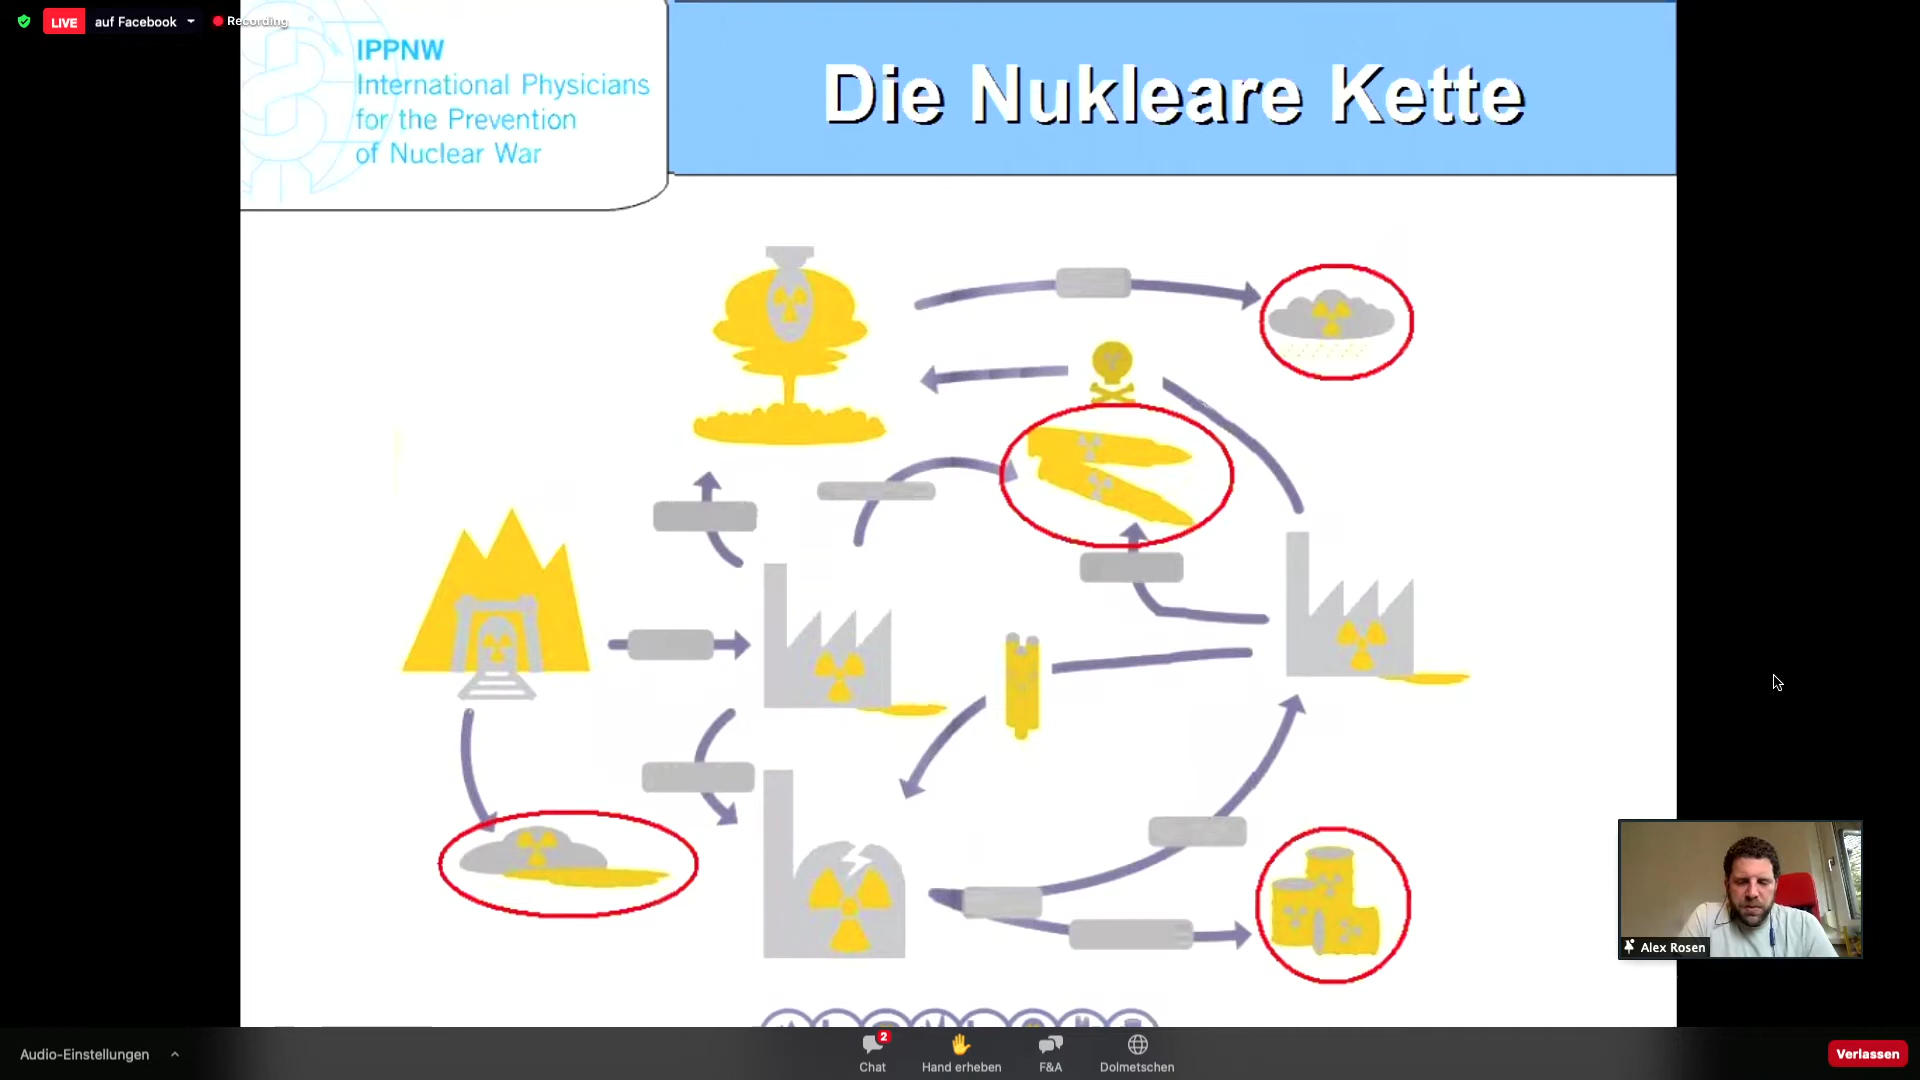 LIVE auf Facebook Recording
IPPNW
International Physicians
for the Prevention
of Nuclear War
Die Nukleare Kette
Alex Rosen
Audio-Einstellungen
2
Chat
Hand erheben
F&A
Dolmetschen
Verlassen